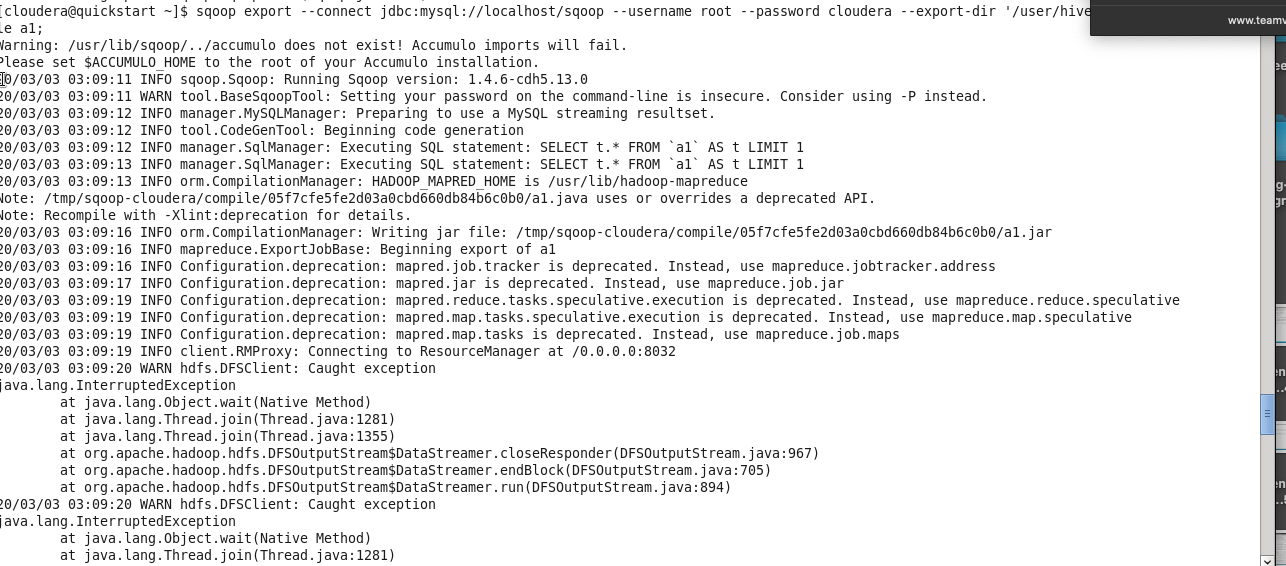 [cloudera@quickstart ~]$ sqoop export --connect jdbc:mysql://localhost/sqoop --username root --password cloudera --export-dir '/user/hive
le a1;
Warning: /usr/lib/sqoop/../accumulo does not exist! Accumulo imports will fail.
Please set $ACCUMULO_HOME to the root of your Accumulo installation.
20/03/03 03:09:11 INFO sqoop.Sqoop: Running Sqoop version: 1.4.6-cdh5.13.0
20/03/03 03:09:11 WARN tool.BaseSqoopTool: Setting your password on the command-line is insecure. Consider using -P instead.
20/03/03 03:09:12 INFO manager.MySQLManager: Preparing to use a MySQL streaming resultset.
20/03/03 03:09:12 INFO tool.CodeGenTool: Beginning code generation
20/03/03 03:09:12 INFO manager.SqlManager: Executing SQL statement: SELECT t.* FROM `a1` AS t LIMIT 1
20/03/03 03:09:13 INFO manager.SqlManager: Executing SQL statement: SELECT t.* FROM `a1` AS t LIMIT 1
20/03/03 03:09:13 INFO orm.CompilationManager: HADOOP_MAPRED_HOME is /usr/lib/hadoop-mapreduce
Note: /tmp/sqoop-cloudera/compile/05f7cfe5fe2d03a0cbd660db84b6c0b0/a1.java uses or overrides a deprecated API.
Note: Recompile with -Xlint:deprecation for details.
20/03/03 03:09:16 INFO orm.CompilationManager: Writing jar file: /tmp/sqoop-cloudera/compile/05f7cfe5fe2d03a0cbd660db84b6c0b0/a1.jar
20/03/03 03:09:16 INFO mapreduce.ExportJobBase: Beginning export of a1
20/03/03 03:09:16 INFO Configuration.deprecation: mapred.job.tracker is deprecated. Instead, use mapreduce.jobtracker.address
20/03/03 03:09:17 INFO Configuration.deprecation: mapred.jar is deprecated. Instead, use mapreduce.job.jar
20/03/03 03:09:19 INFO Configuration.deprecation: mapred.reduce.tasks.speculative.execution is deprecated. Instead, use mapreduce.reduce.speculative
20/03/03 03:09:19 INFO Configuration.deprecation: mapred.map.tasks.speculative.execution is deprecated. Instead, use mapreduce.map.speculative
20/03/03 03:09:19 INFO Configuration.deprecation: mapred.map.tasks is deprecated. Instead, use mapreduce.job.maps
20/03/03 03:09:19 INFO client.RMProxy: Connecting to ResourceManager at /0.0.0.0:8032
20/03/03 03:09:20 WARN hdfs.DFSClient: Caught exception
java.lang.InterruptedException
at java.lang.Object.wait(Native Method)
at java.lang.Thread.join(Thread.java:1281)
at java.lang.Thread.join(Thread.java:1355)
at org.apache.hadoop.hdfs.DFSOutputStream$DataStreamer.closeResponder(DFSOutputStream.java:967)
at org.apache.hadoop.hdfs.DFSOutputStream$DataStreamer.endBlock(DFSOutputStream.java:705)
at org.apache.hadoop.hdfs.DFSOutputStream$DataStreamer.run(DFSOutputStream.java:894)
20/03/03 03:09:20 WARN hdfs.DFSClient: Caught exception
java.lang.InterruptedException
at java.lang.Object.wait(Native Method)
at java.lang.Thread.join(Thread.java:1281)
www.teamv